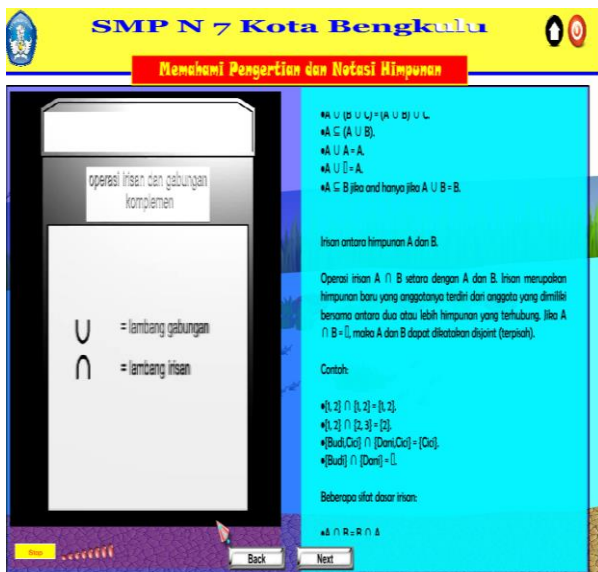 SMP N 7 Kota Bengkulu
Memahami Pengertian dan Notasi Himpunan
operasi irisan dan gabungan
komplemen
∪ = lambang gabungan
∩ = lambang irisan
•A ∪ (B ∪ C)=(A ∪ B) ∪ C.
•A ⊆ (A ∪ B).
•A ∪ A = A.
•A ∪ [] = A.
•A ⊆ B jika and hanya jika A ∪ B = B.
Irisan antara himpunan A dan B.
Operasi irisan A ∩ B setara dengan A dan B. Irisan merupakan
himpunan baru yang anggotanya terdiri dari anggota yang dimiliki
bersama antara dua atau lebih himpunan yang terhubung. Jika A
∩ B = [], maka A dan B dapat dikatakan disjoint (terpisah).
Contoh:
•{1, 2} ∩ {1, 2} = {1, 2}.
•{1, 2} ∩ {2, 3} = {2}.
•{Budi,Cici} ∩ {Dani,Cici} = {Cici}.
•{Budi} ∩ {Dani} = [].
Beberapa sifat dasar irisan:
•A ∩ B = B ∩ A
Stop
Back
Next